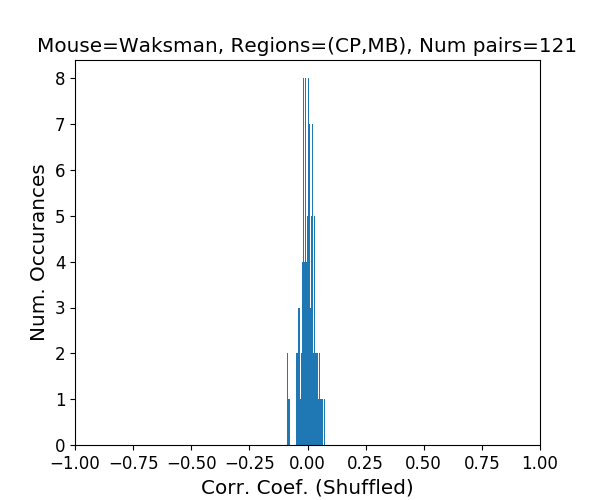 Mouse=Waksman, Regions=(CP,MB), Num pairs=121
Num. Occurances
8
7
6
5
4
3
2
1
0
−1.00 −0.75 −0.50 −0.25 0.00 0.25 0.50 0.75 1.00
Corr. Coef. (Shuffled)